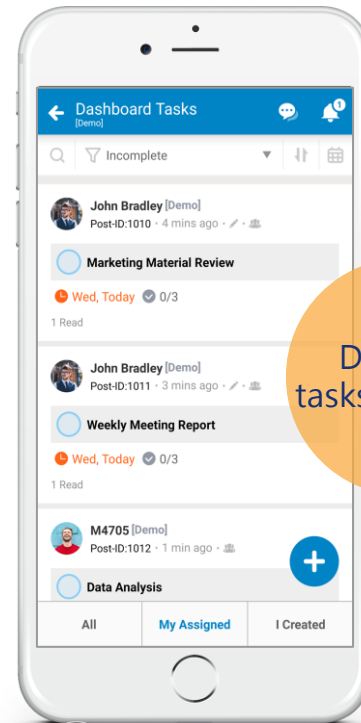 Dashboard Tasks
1
[Demo]
Incomplete
John Bradley [Demo]
Post-ID:1010 · 4 mins ago
Marketing Material Review
Wed, Today 0/3
1 Read
John Bradley [Demo]
Post-ID:1011 · 3 mins ago
Weekly Meeting Report
Wed, Today 0/3
1 Read
M4705 [Demo]
Post-ID:1012 · 1 min ago
Data Analysis
All My Assigned I Created
tasks